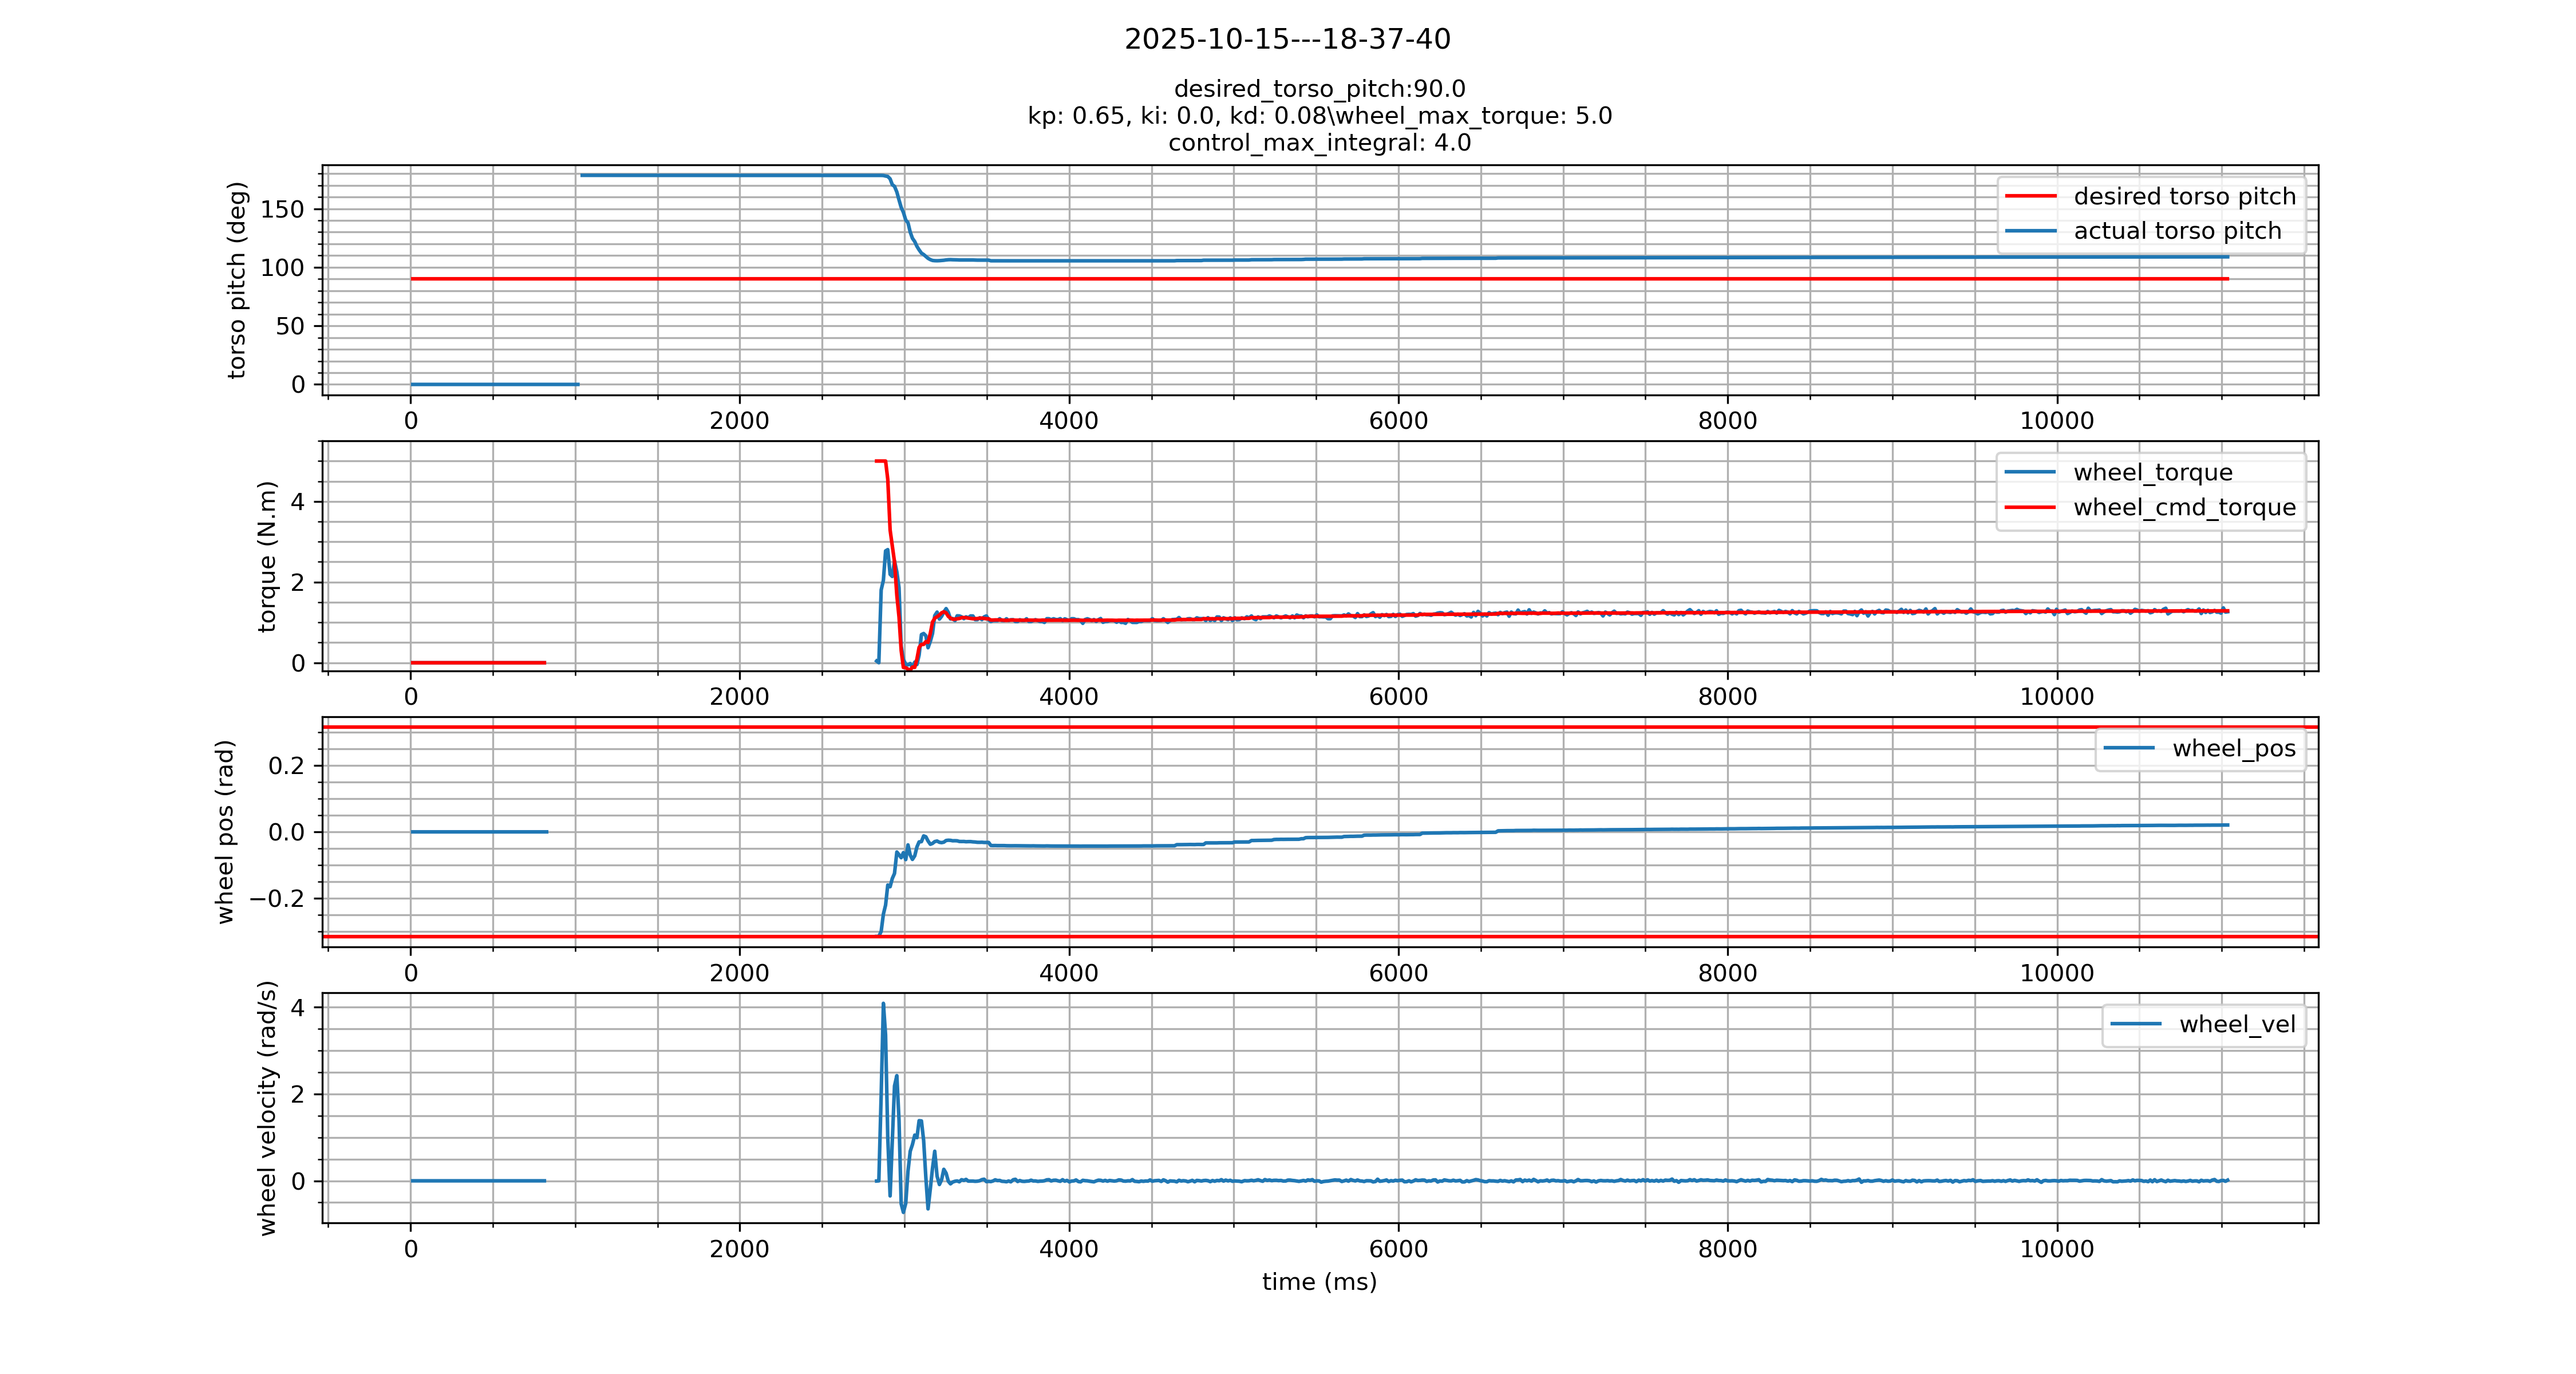 2025-10-15---18-37-40
desired_torso_pitch:90.0
kp: 0.65, ki: 0.0, kd: 0.08\wheel_max_torque: 5.0
control_max_integral: 4.0
torso pitch (deg)
150
100
50
0
desired torso pitch
actual torso pitch
0 2000 4000 6000 8000 10000
torque (N.m)
4
2
0
wheel_torque
wheel_cmd_torque
0 2000 4000 6000 8000 10000
wheel pos (rad)
0.2
0.0
−0.2
wheel_pos
0 2000 4000 6000 8000 10000
wheel velocity (rad/s)
4
2
0
wheel_vel
0 2000 4000 6000 8000 10000
time (ms)